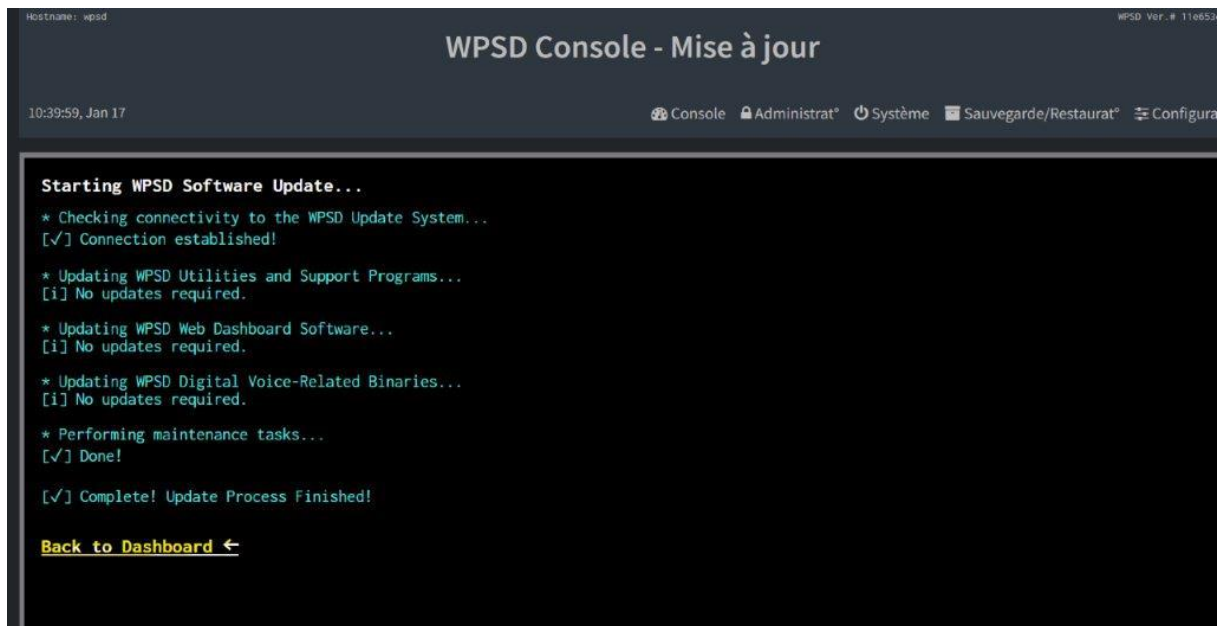 Hostname: wpsd
WPSD Ver.# 11e653
WPSD Console - Mise à jour
10:39:59, Jan 17
Console Administrat° Système Sauvegarde/Restaurat° Configura
Starting WPSD Software Update...
* Checking connectivity to the WPSD Update System...
[✓] Connection established!
* Updating WPSD Utilities and Support Programs...
[i] No updates required.
* Updating WPSD Web Dashboard Software...
[i] No updates required.
* Updating WPSD Digital Voice-Related Binaries...
[i] No updates required.
* Performing maintenance tasks...
[✓] Done!
[✓] Complete! Update Process Finished!
Back to Dashboard ←